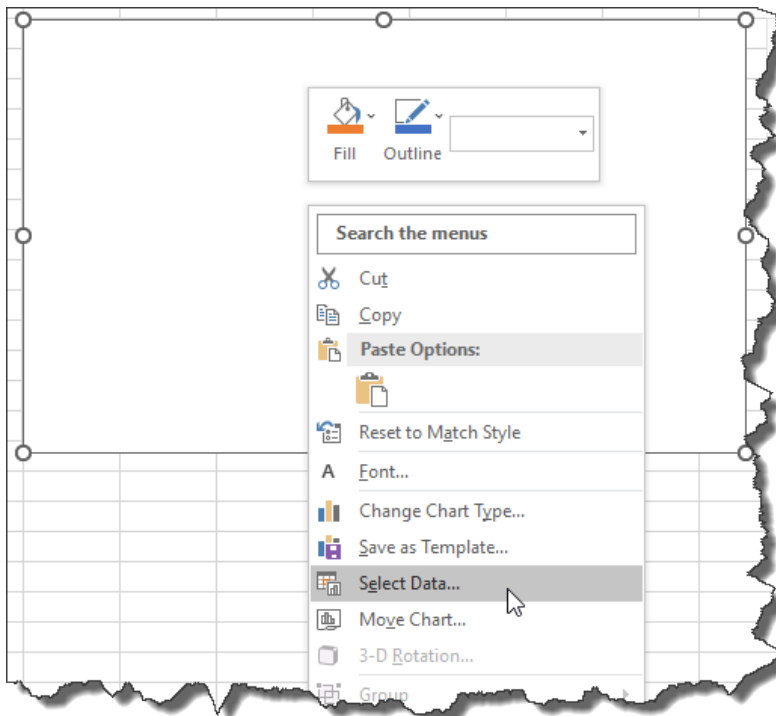 Fill Outline
Search the menus
Cut
Copy
Paste Options:
Reset to Match Style
A Font...
Change Chart Type...
Save as Template...
Select Data...
Move Chart...
3-D Rotation...
Group